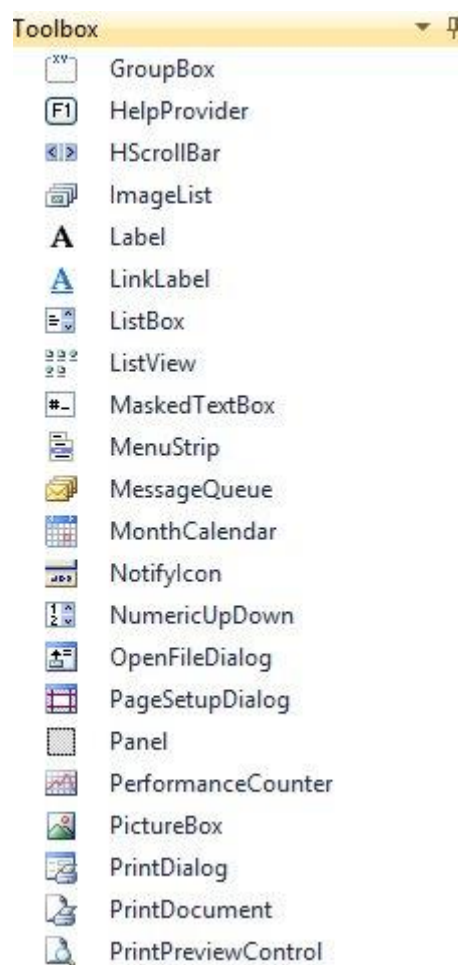 Toolbox
GroupBox
HelpProvider
HScrollBar
ImageList
Label
LinkLabel
ListBox
ListView
MaskedTextBox
MenuStrip
MessageQueue
MonthCalendar
NotifyIcon
NumericUpDown
OpenFileDialog
PageSetupDialog
Panel
PerformanceCounter
PictureBox
PrintDialog
PrintDocument
PrintPreviewControl